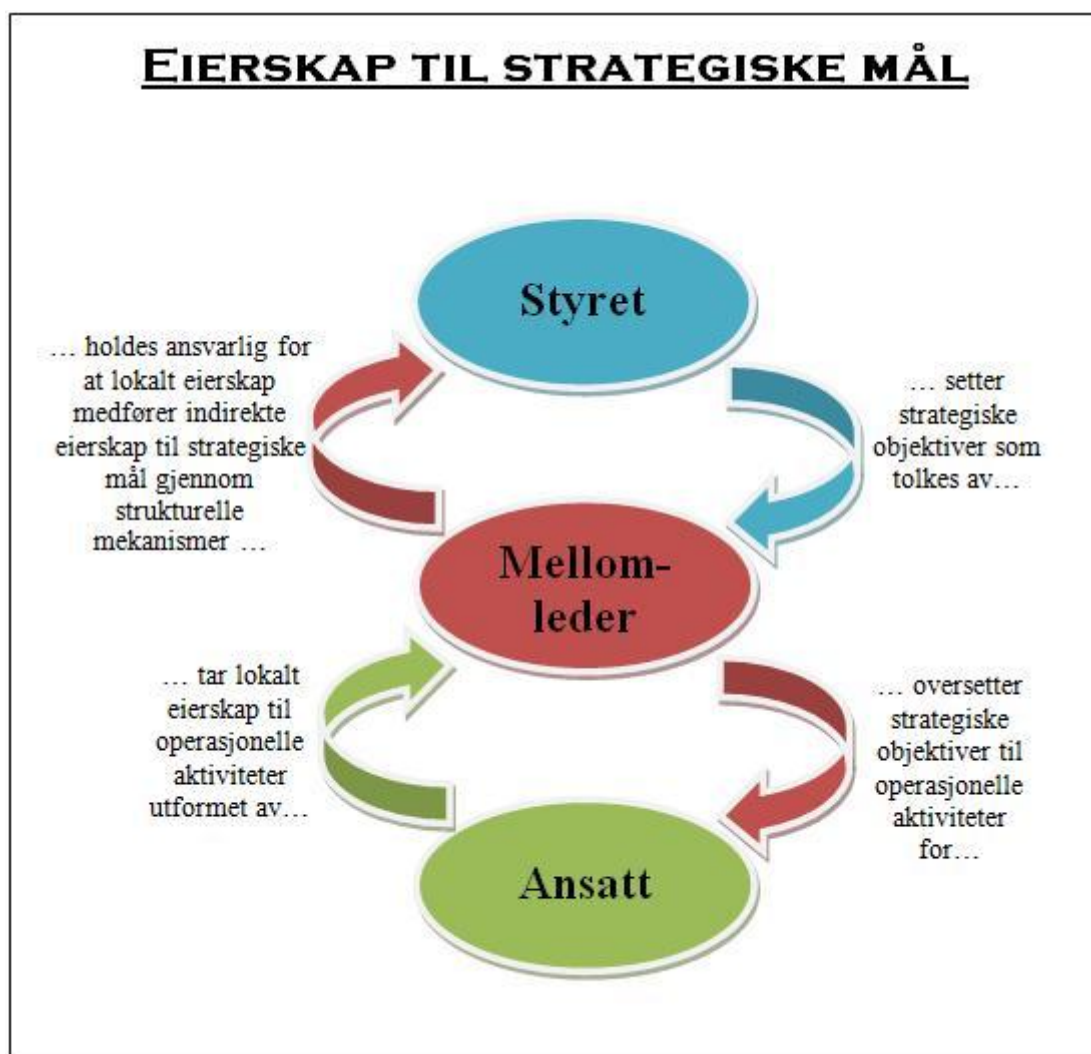 EIERSKAP TIL STRATEGISKE MÅL
Styret
… holdes ansvarlig for
at lokalt eierskap
medfører indirekte
eierskap til strategiske
mål gjennom
strukturelle
mekanismer …
… setter
strategiske
objektiver som
tolkes av…
Mellom-
leder
… tar lokalt
eierskap til
operasjonelle
aktiviteter
utformet av…
… oversetter
strategiske
objektiver til
operasjonelle
aktiviteter
for…
Ansatt